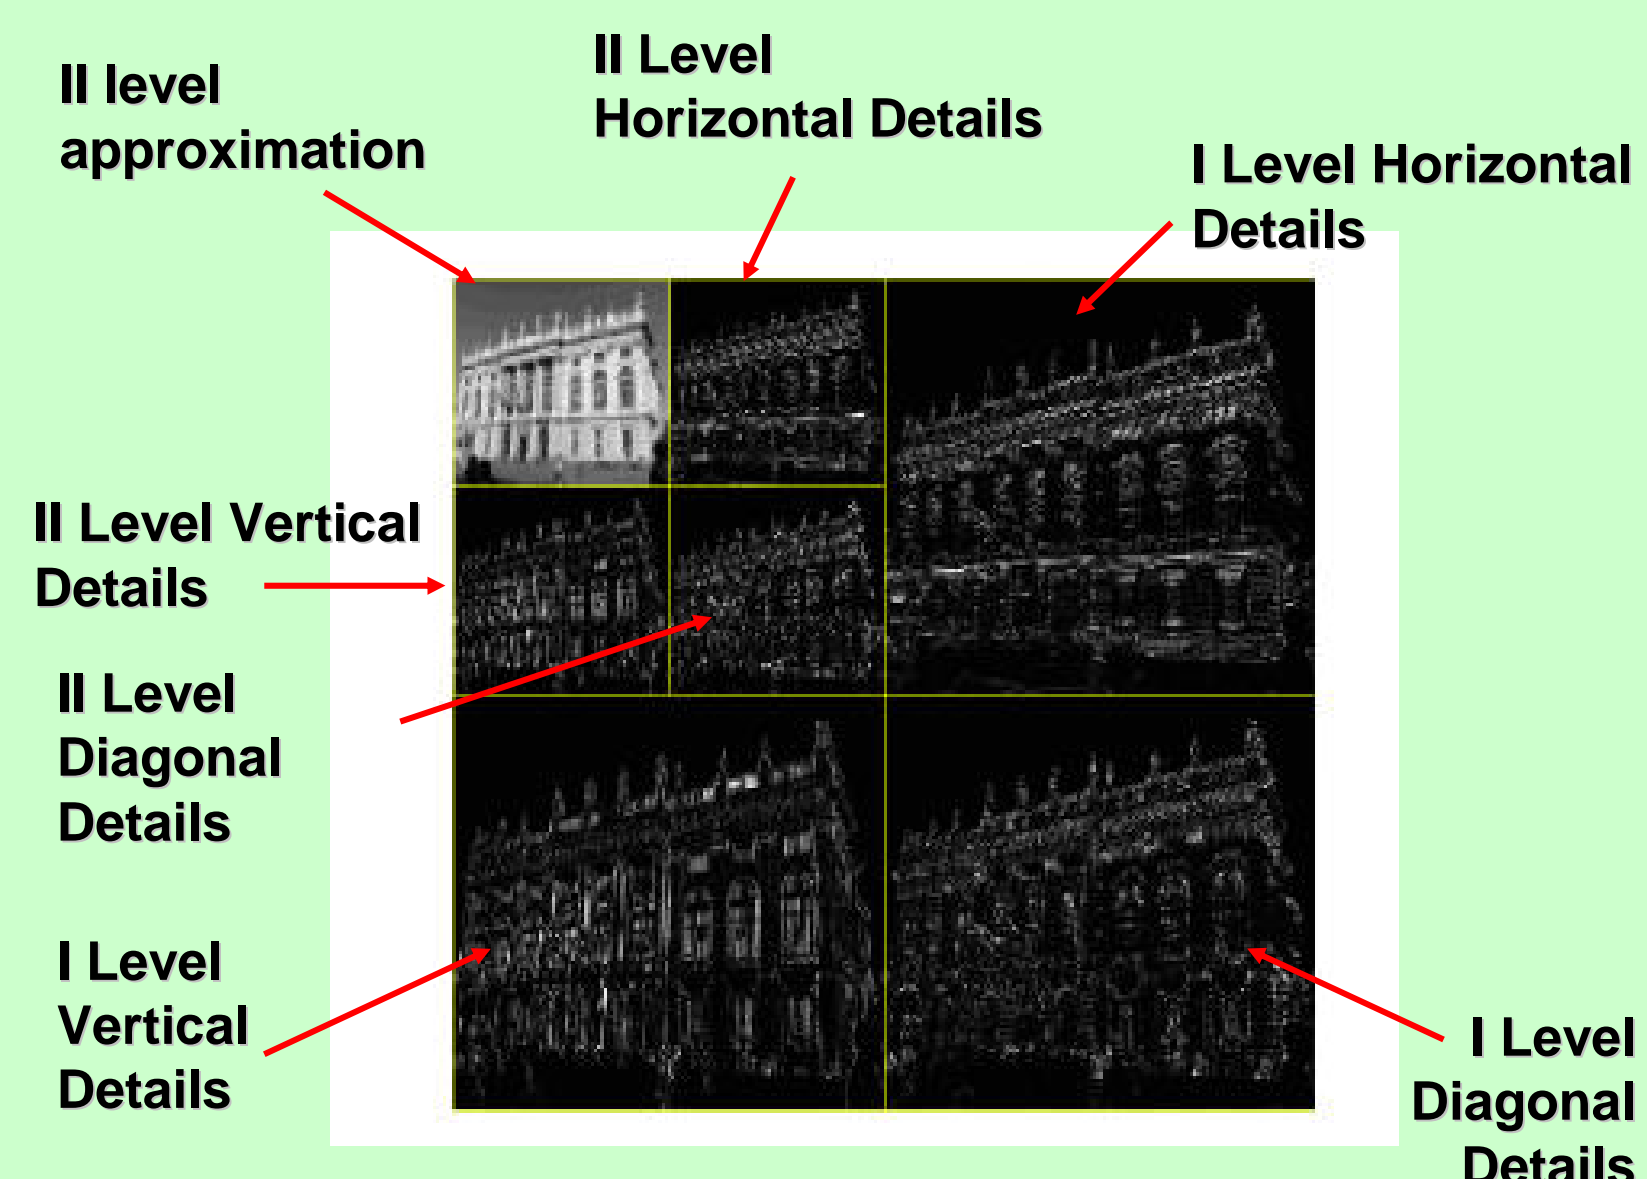 II level
approximation
II Level
Horizontal Details
I Level Horizontal
Details
II Level Vertical
Details
II Level
Diagonal
Details
I Level
Vertical
Details
I Level
Diagonal
Details